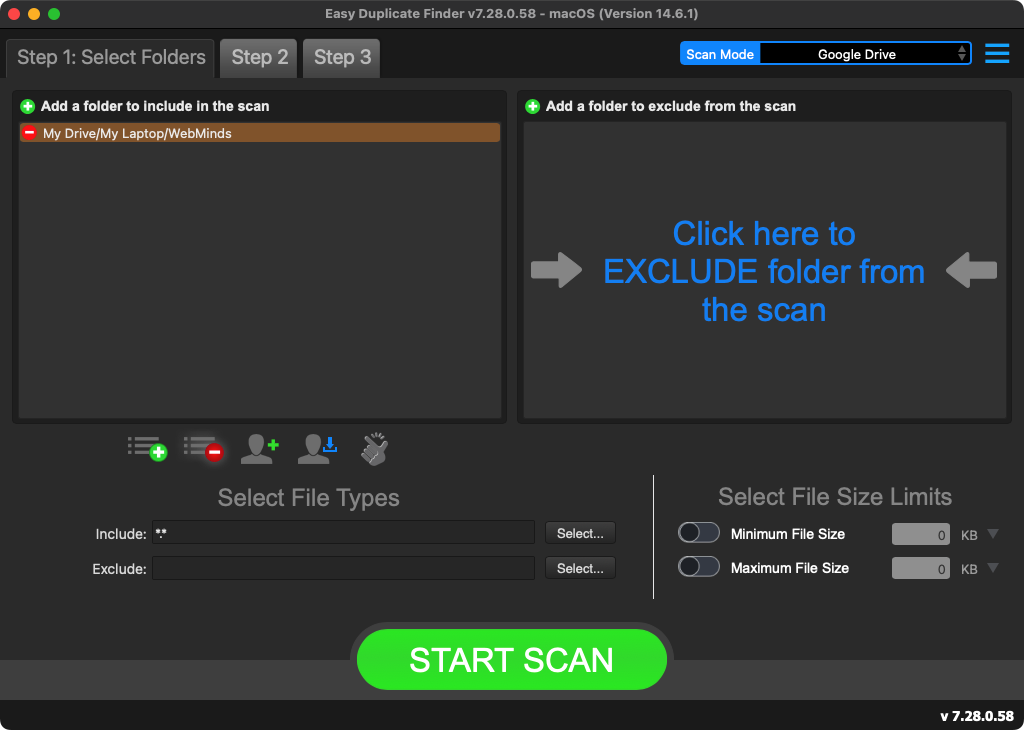 Easy Duplicate Finder v7.28.0.58 - macOS (Version 14.6.1)
Step 1: Select Folders
Step 2
Step 3
Scan Mode
Google Drive
Add a folder to include in the scan
Add a folder to exclude from the scan
My Drive/My Laptop/WebMinds
Click here to
EXCLUDE folder from
the scan
Select File Types
Select File Size Limits
Include:
*.*
Select...
Minimum File Size
0
KB
Exclude:
Select...
Maximum File Size
0
KB
START SCAN
v 7.28.0.58